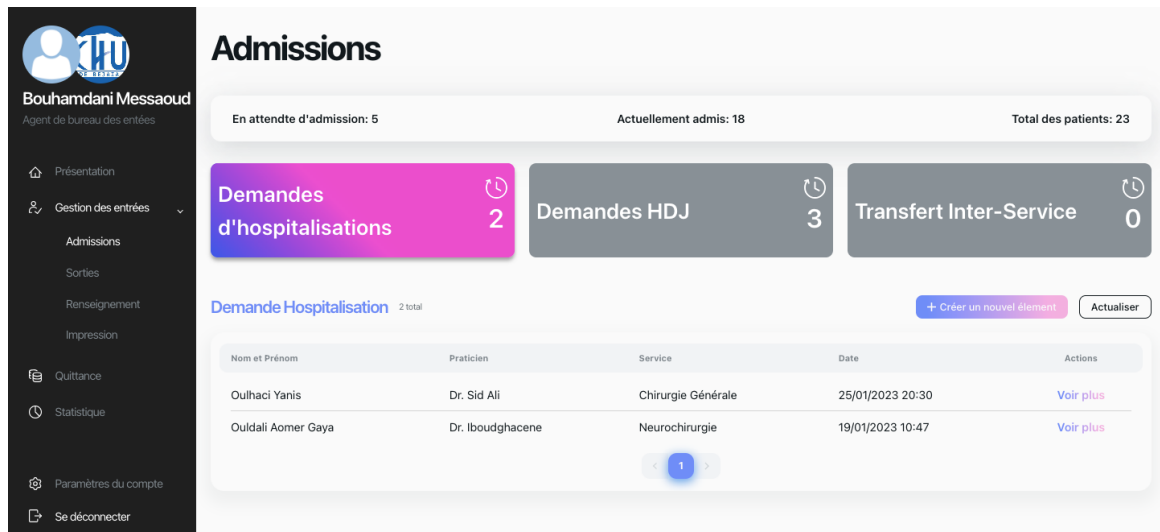 CHU
DE BEJAIA
Bouhamdani Messaoud
Agent de bureau des entées
Présentation
Gestion des entrées
Admissions
Sorties
Renseignement
Impression
Quittance
Statistique
Paramètres du compte
Se déconnecter
Admissions
En attendte d'admission: 5
Actuellement admis: 18
Total des patients: 23
Demandes
d'hospitalisations
2
Demandes HDJ
3
Transfert Inter-Service
0
Demande Hospitalisation 2 total
+ Créer un nouvel élement
Actualiser
Nom et Prénom Praticien Service Date Actions
Oulhaci Yanis Dr. Sid Ali Chirurgie Générale 25/01/2023 20:30 Voir plus
Ouldali Aomer Gaya Dr. Iboudghacene Neurochirurgie 19/01/2023 10:47 Voir plus
< 1 >